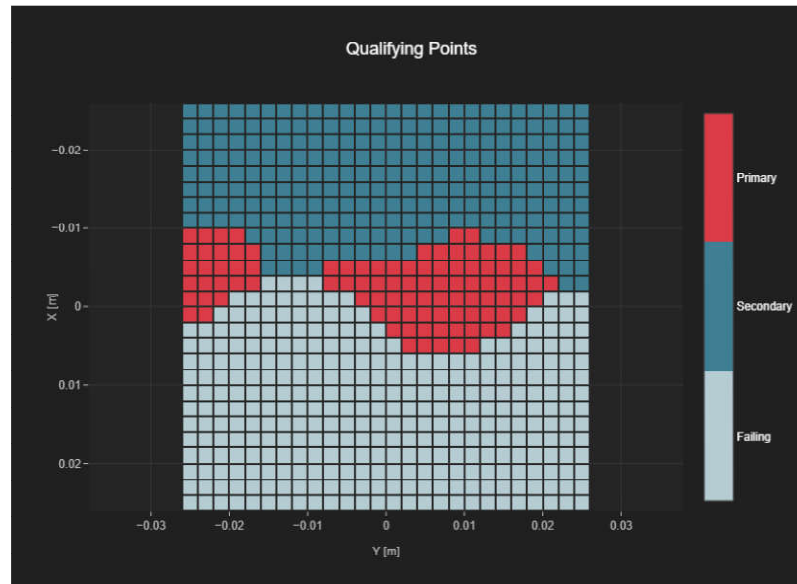 Qualifying Points
Primary
Secondary
Failing
X [m]
−0.02
−0.01
0
0.01
0.02
−0.03
−0.02
−0.01
0
0.01
0.02
0.03
Y [m]